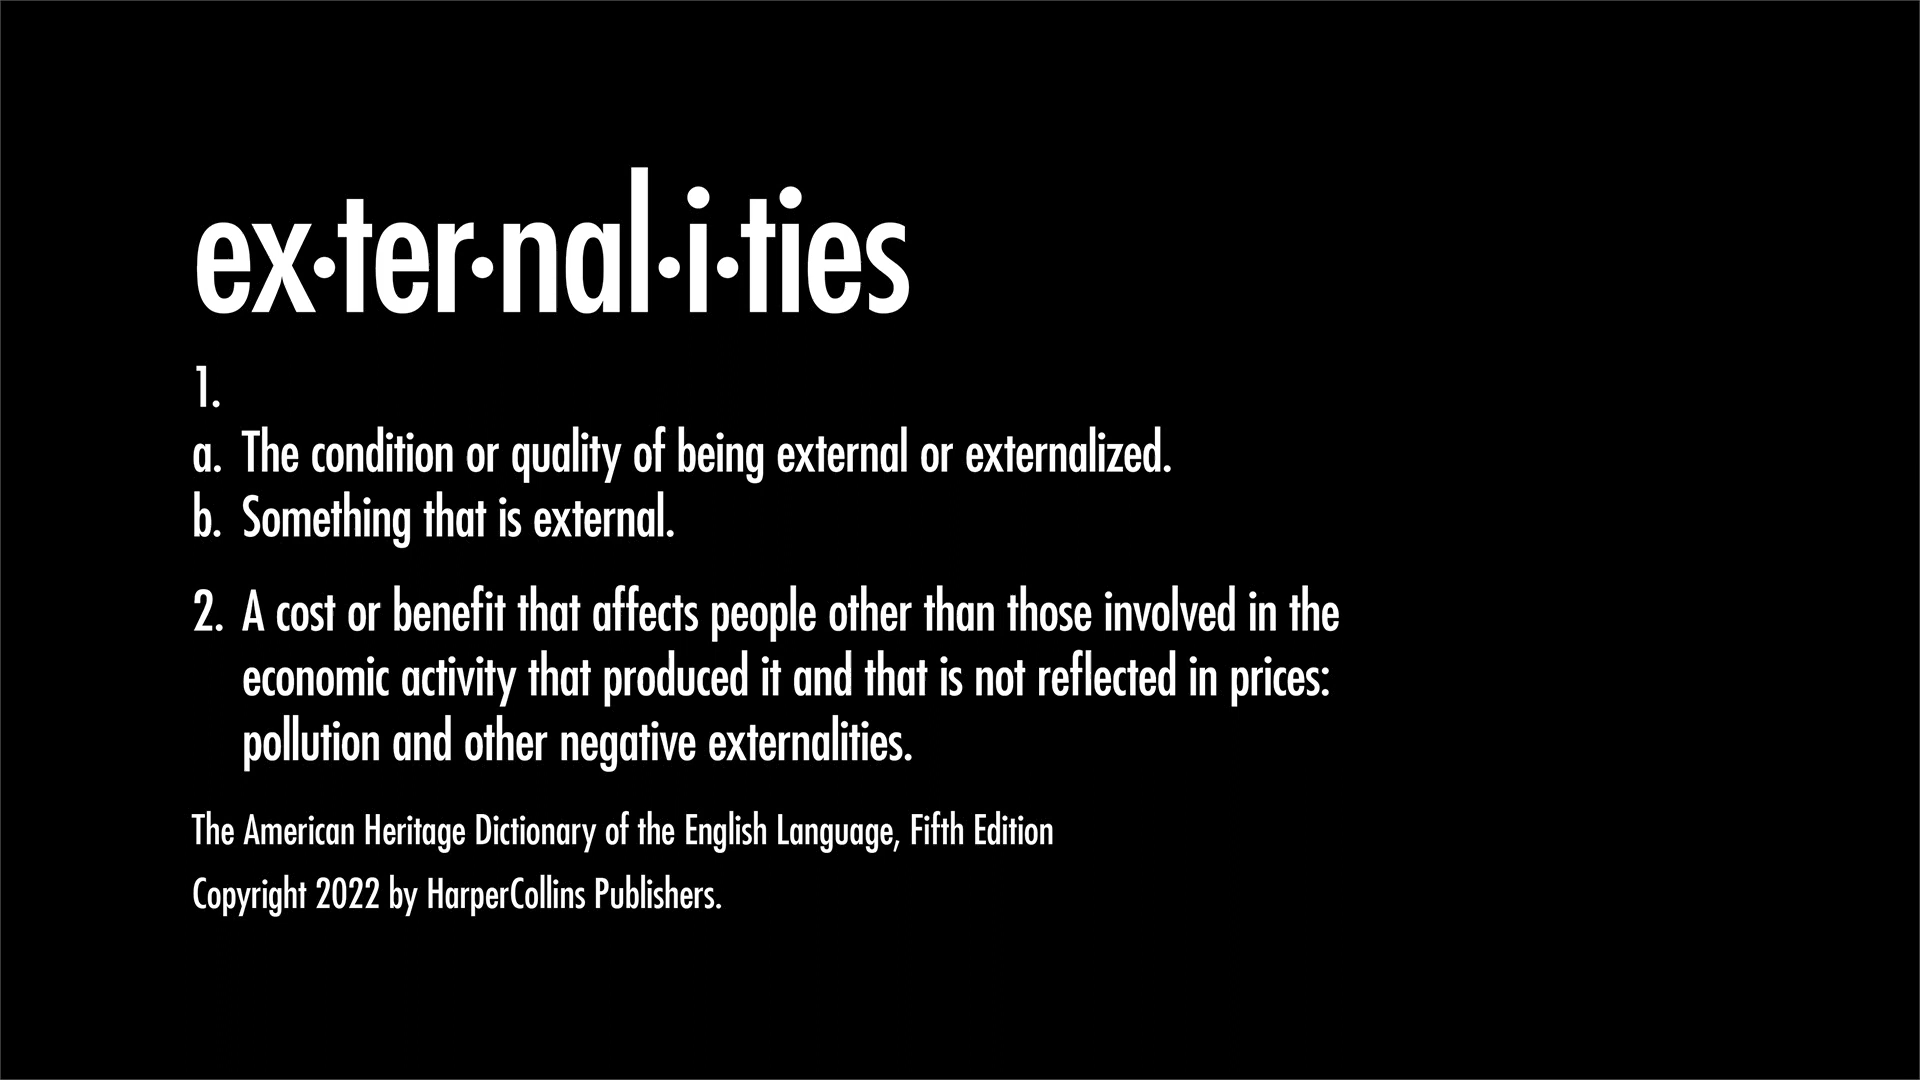 ex·ter·nal·i·ties
1.
a. The condition or quality of being external or externalized.
b. Something that is external.
2. A cost or benefit that affects people other than those involved in the
economic activity that produced it and that is not reflected in prices:
pollution and other negative externalities.
The American Heritage Dictionary of the English Language, Fifth Edition
Copyright 2022 by HarperCollins Publishers.